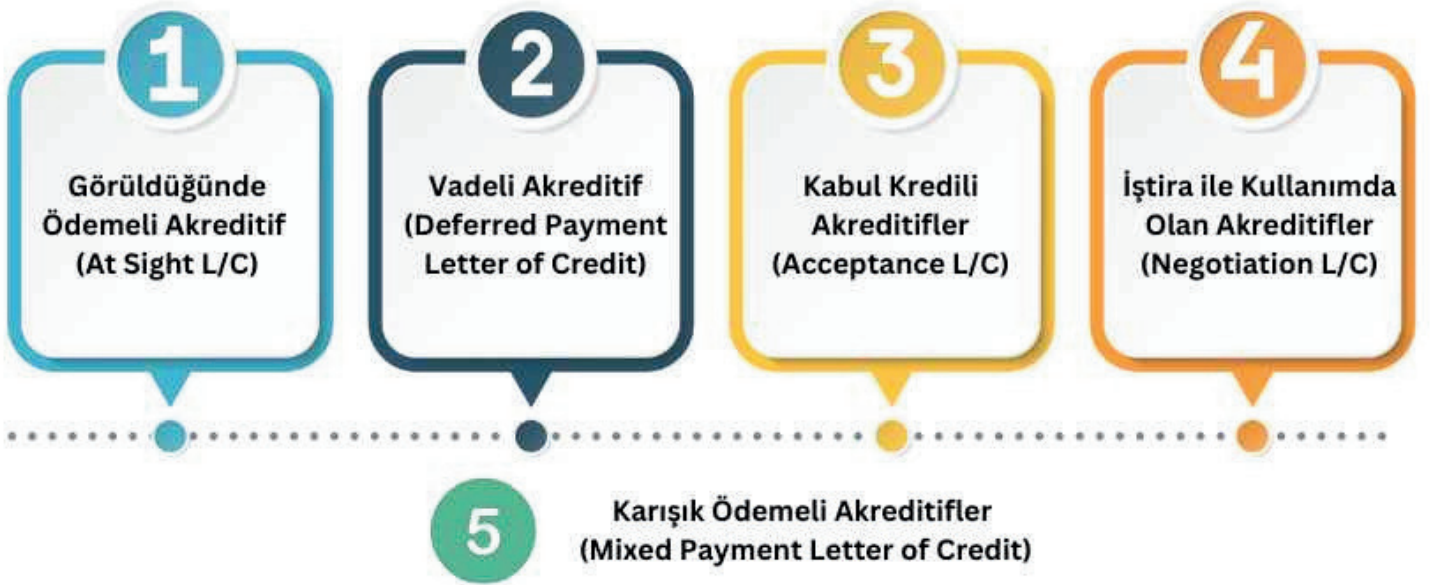 1
Görüldüğünde
Ödemeli Akreditif
(At Sight L/C)
2
Vadeli Akreditif
(Deferred Payment
Letter of Credit)
3
Kabul Kredili
Akreditifler
(Acceptance L/C)
4
İştira ile Kullanımda
Olan Akreditifler
(Negotiation L/C)
5
Karışık Ödemeli Akreditifler
(Mixed Payment Letter of Credit)